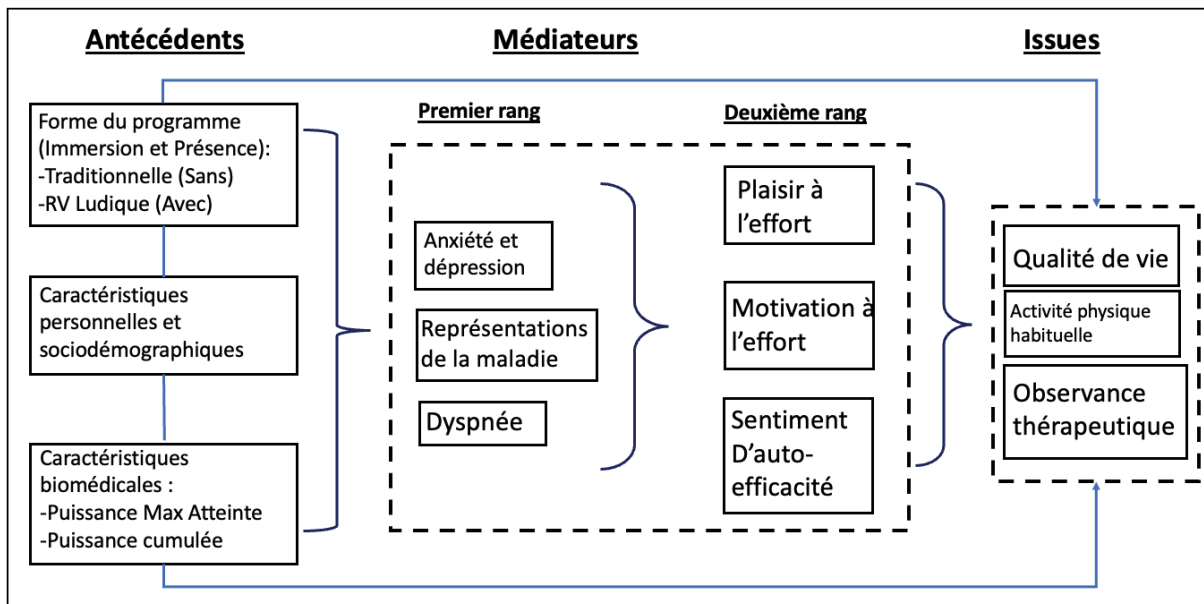 Antécédents
Médiateurs
Issues
Premier rang
Deuxième rang
Forme du programme
(Immersion et Présence):
-Traditionnelle (Sans)
-RV Ludique (Avec)
Caractéristiques
personnelles et
sociodémographiques
Caractéristiques
biomédicales :
-Puissance Max Atteinte
-Puissance cumulée
Anxiété et
dépression
Représentations
de la maladie
Dyspnée
Plaisir à
l’effort
Motivation à
l’effort
Sentiment
D’auto-
efficacité
Qualité de vie
Activité physique
habituelle
Observance
thérapeutique